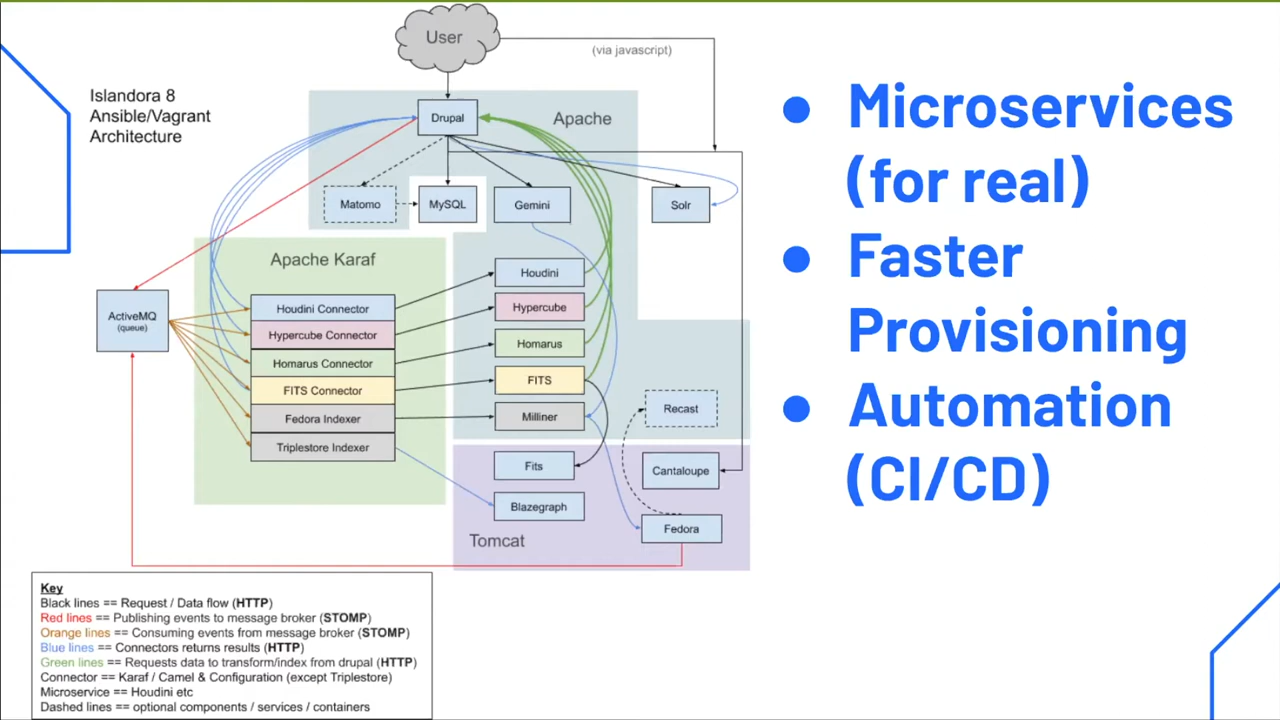 User
(via javascript)
Islandora 8
Ansible/Vagrant
Architecture
Drupal
Apache
Matomo
MySQL
Gemini
Solr
Apache Karaf
Houdini
ActiveMQ
(queue)
Houdini Connector
Hypercube
Hypercube Connector
Homarus
Homarus Connector
FITS
FITS Connector
Recast
Milliner
Fedora Indexer
Triplestore Indexer
Fits
Cantaloupe
Blazegraph
Fedora
Tomcat
Key
Black lines == Request / Data flow (HTTP)
Red lines == Publishing events to message broker (STOMP)
Orange lines == Consuming events from message broker (STOMP)
Blue lines == Connectors returns results (HTTP)
Green lines == Requests data to transform/index from drupal (HTTP)
Connector == Karaf / Camel & Configuration (except Triplestore)
Microservice == Houdini etc
Dashed lines == optional components / services / containers
● Microservices
(for real)
● Faster
Provisioning
● Automation
(CI/CD)